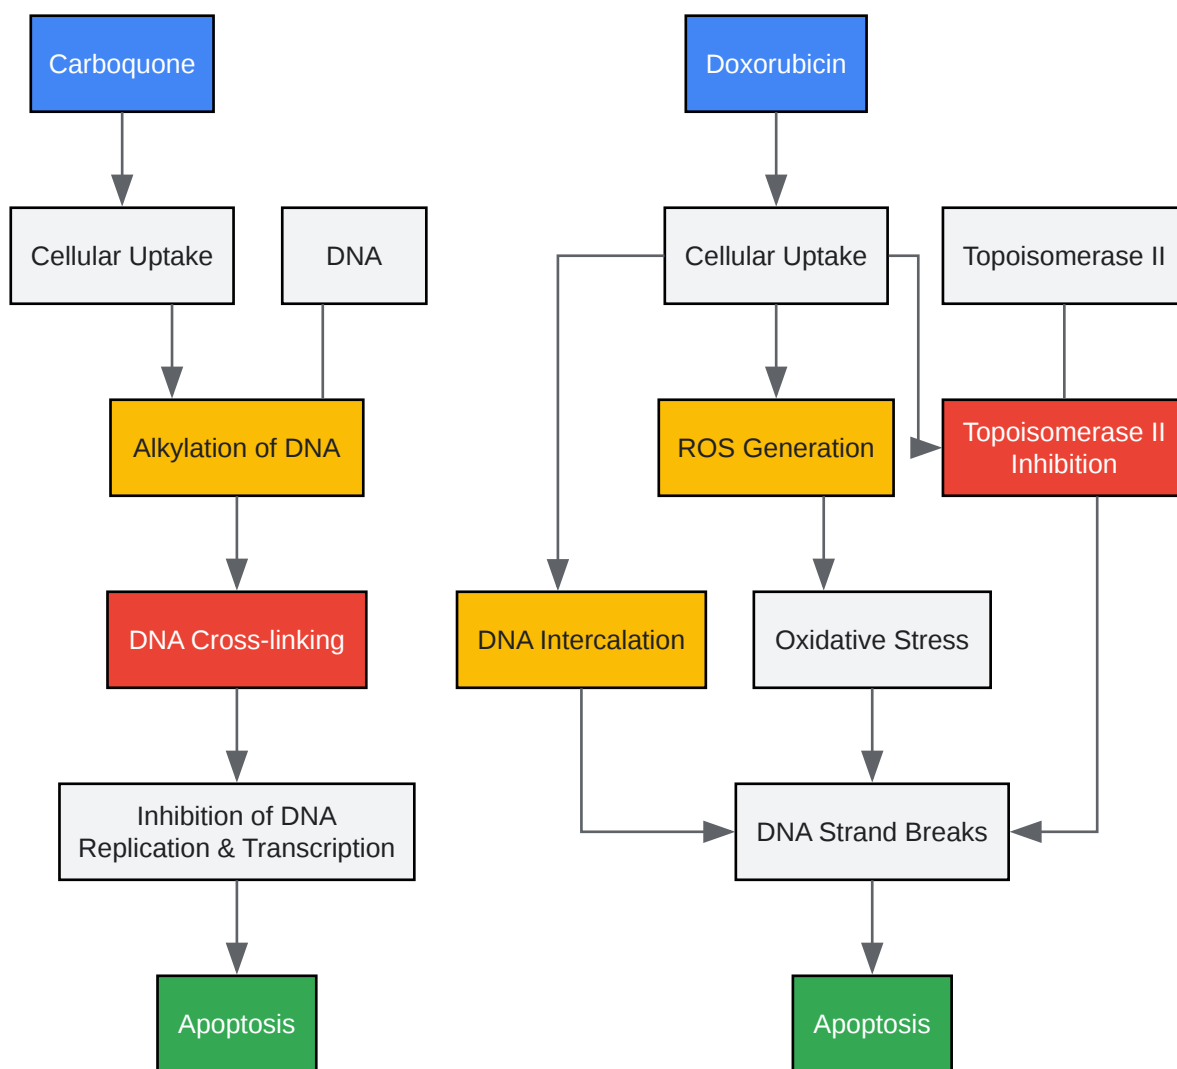 Carboquone
Cellular Uptake
DNA
Alkylation of DNA
DNA Cross-linking
Inhibition of DNA
Replication & Transcription
Apoptosis
Doxorubicin
Cellular Uptake
Topoisomerase II
ROS Generation
Topoisomerase II
Inhibition
DNA Intercalation
Oxidative Stress
DNA Strand Breaks
Apoptosis